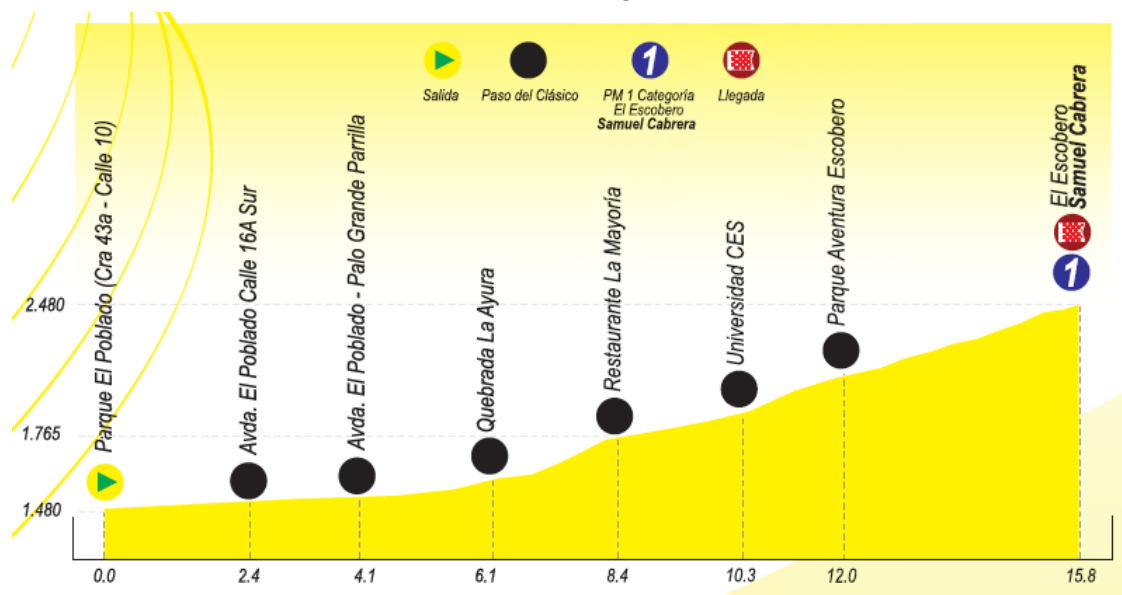 Salida
Paso del Clásico
1
PM 1 Categoría
El Escobero
Samuel Cabrera
Llegada
Parque El Poblado (Cra 43a - Calle 10)
Avda. El Poblado Calle 16A Sur
Avda. El Poblado - Palo Grande Parrilla
Quebrada La Ayura
Restaurante La Mayoría
Universidad CES
Parque Aventura Escobero
El Escobero
Samuel Cabrera
1
2.480
1.765
1.480
0.0
2.4
4.1
6.1
8.4
10.3
12.0
15.8